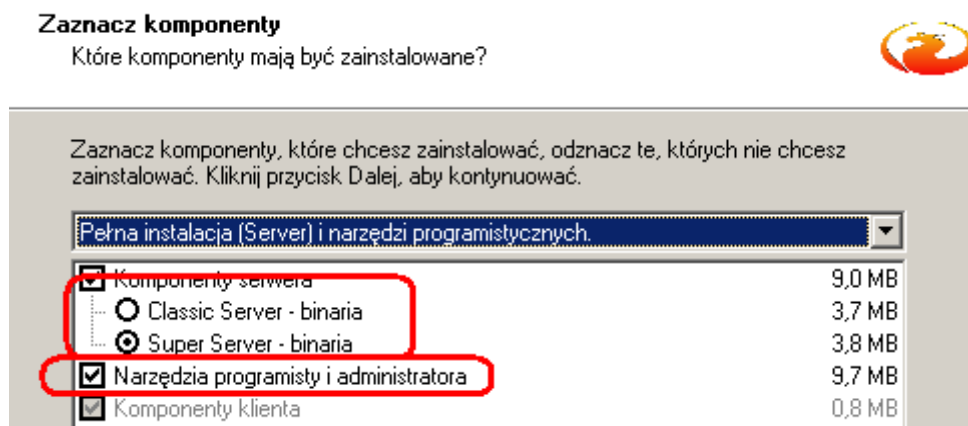 Zaznacz komponenty
Które komponenty mają być zainstalowane?
Zaznacz komponenty, które chcesz zainstalować, odznacz te, których nie chcesz
zainstalować. Kliknij przycisk Dalej, aby kontynuować.
Pełna instalacja (Server) i narzędzi programistycznych.
Komponenty serwera 9,0 MB
Classic Server - binaria 3,7 MB
Super Server - binaria 3,8 MB
Narzędzia programisty i administratora 9,7 MB
Komponenty klienta 0,8 MB